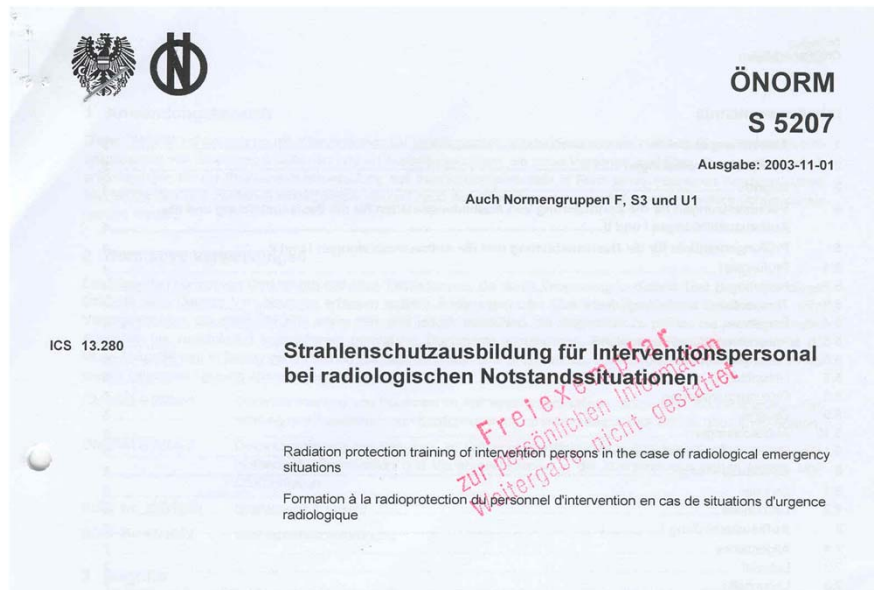 ÖNORM
S 5207
Ausgabe: 2003-11-01
Auch Normengruppen F, S3 und U1
ICS 13.280
Strahlenschutzausbildung für Interventionspersonal
bei radiologischen Notstandssituationen
Freiexemplar
zur persönlichen Information
Weitergabe nicht gestattet
Radiation protection training of intervention persons in the case of radiological emergency
situations
Formation à la radioprotection du personnel d'intervention en cas de situations d'urgence
radiologique